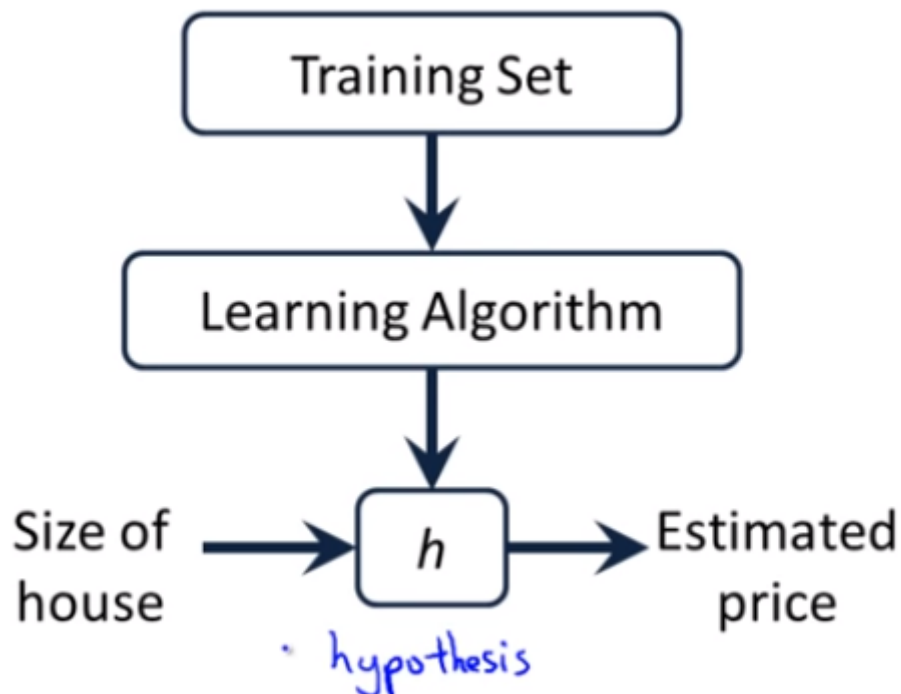 Training Set
Learning Algorithm
Size of
house
h
Estimated
price
hypothesis